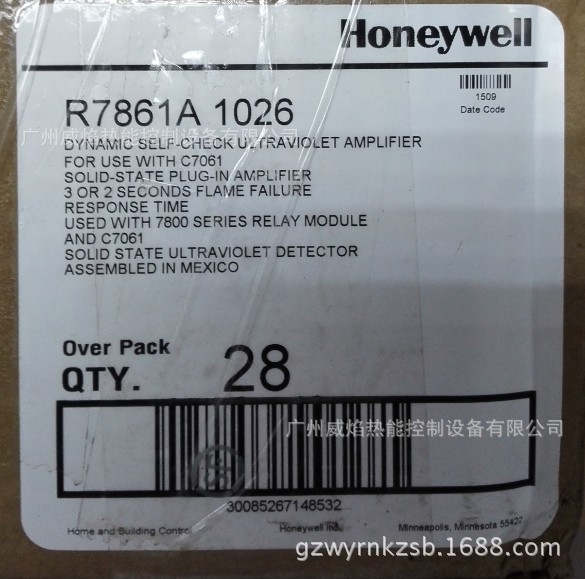 Honeywell
1509
Date Code
R7861A 1026
广州威焰热能控制设备有限公司
DYNAMIC SELF-CHECK ULTRAVIOLET AMPLIFIER
FOR USE WITH C7061
SOLID-STATE PLUG-IN AMPLIFIER
3 OR 2 SECONDS FLAME FAILURE
RESPONSE TIME
USED WITH 7800 SERIES RELAY MODULE
AND C7061
SOLID STATE ULTRAVIOLET DETECTOR
ASSEMBLED IN MEXICO
Over Pack
QTY. 28
广州威焰热能控制设备有限公司
30085267148532
Home and Building Control Honeywell Inc. Minneapolis, Minnesota 55422
gzwyrnkzsb.1688.com